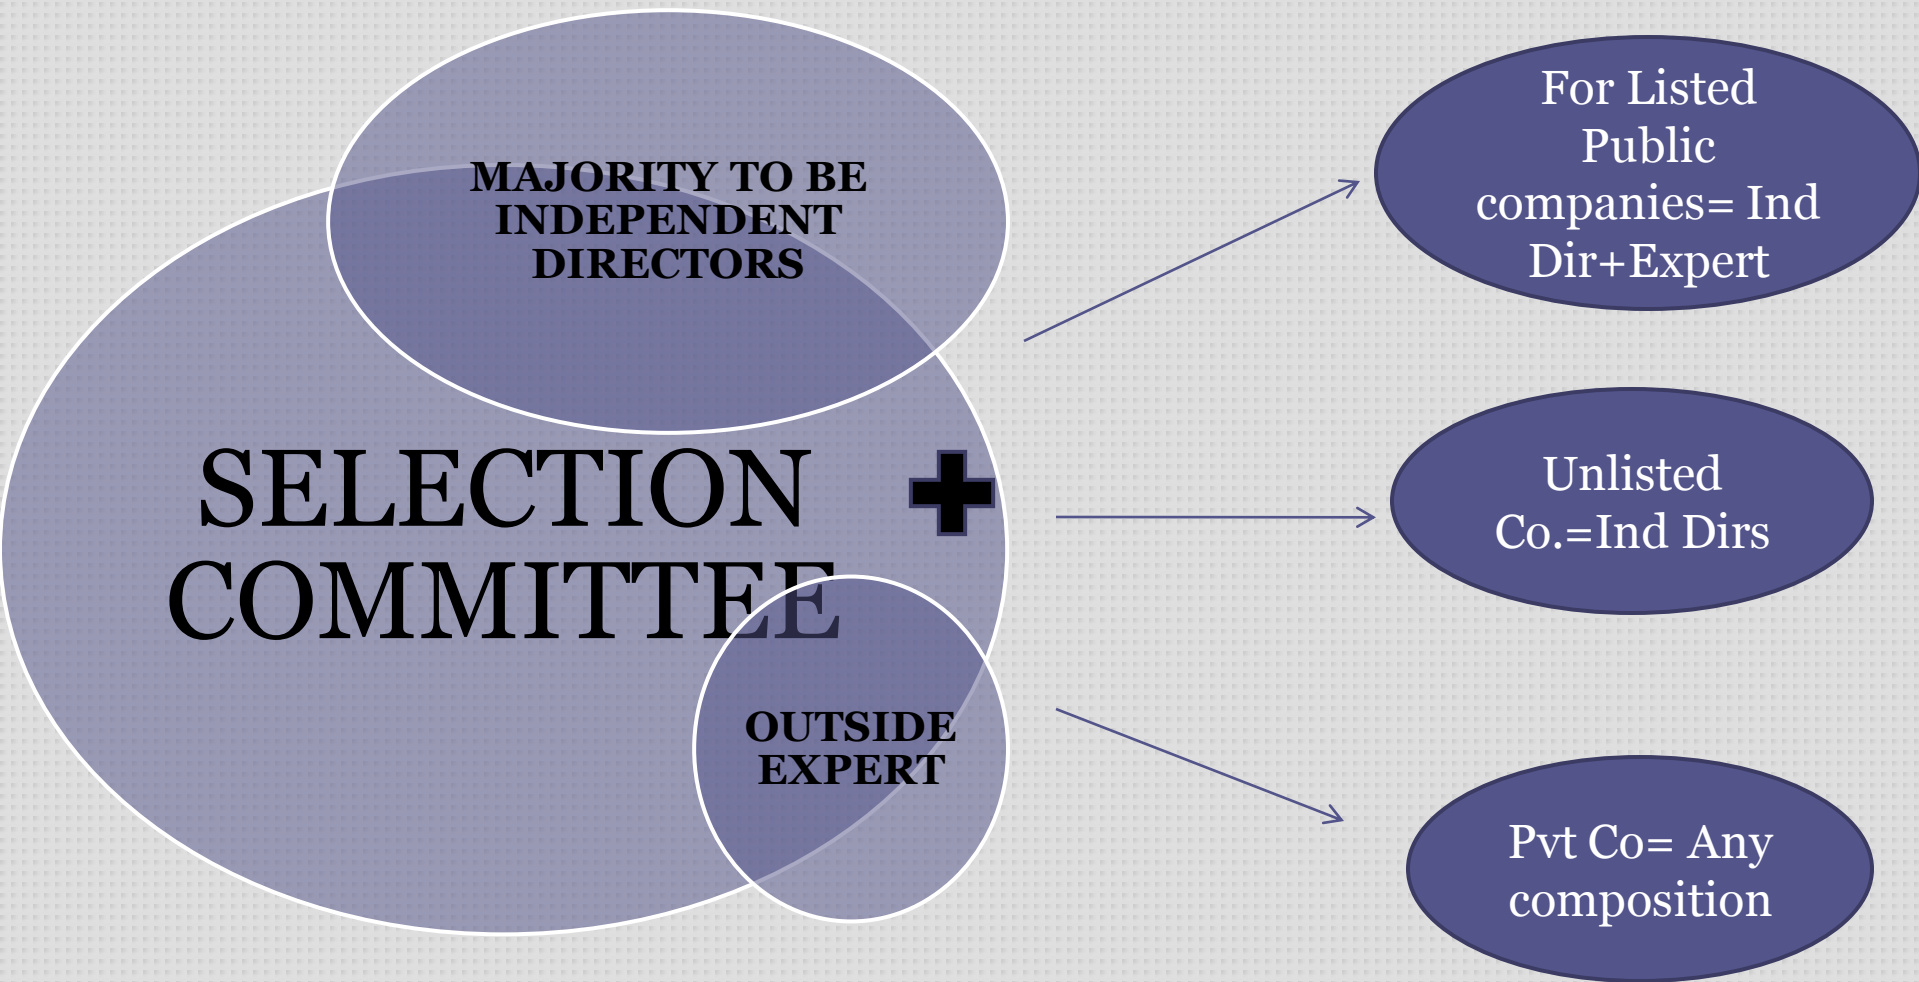 MAJORITY TO BE
INDEPENDENT
DIRECTORS
SELECTION
COMMITTEE
OUTSIDE
EXPERT
For Listed
Public
companies= Ind
Dir+Expert
Unlisted
Co.=Ind Dirs
Pvt Co= Any
composition